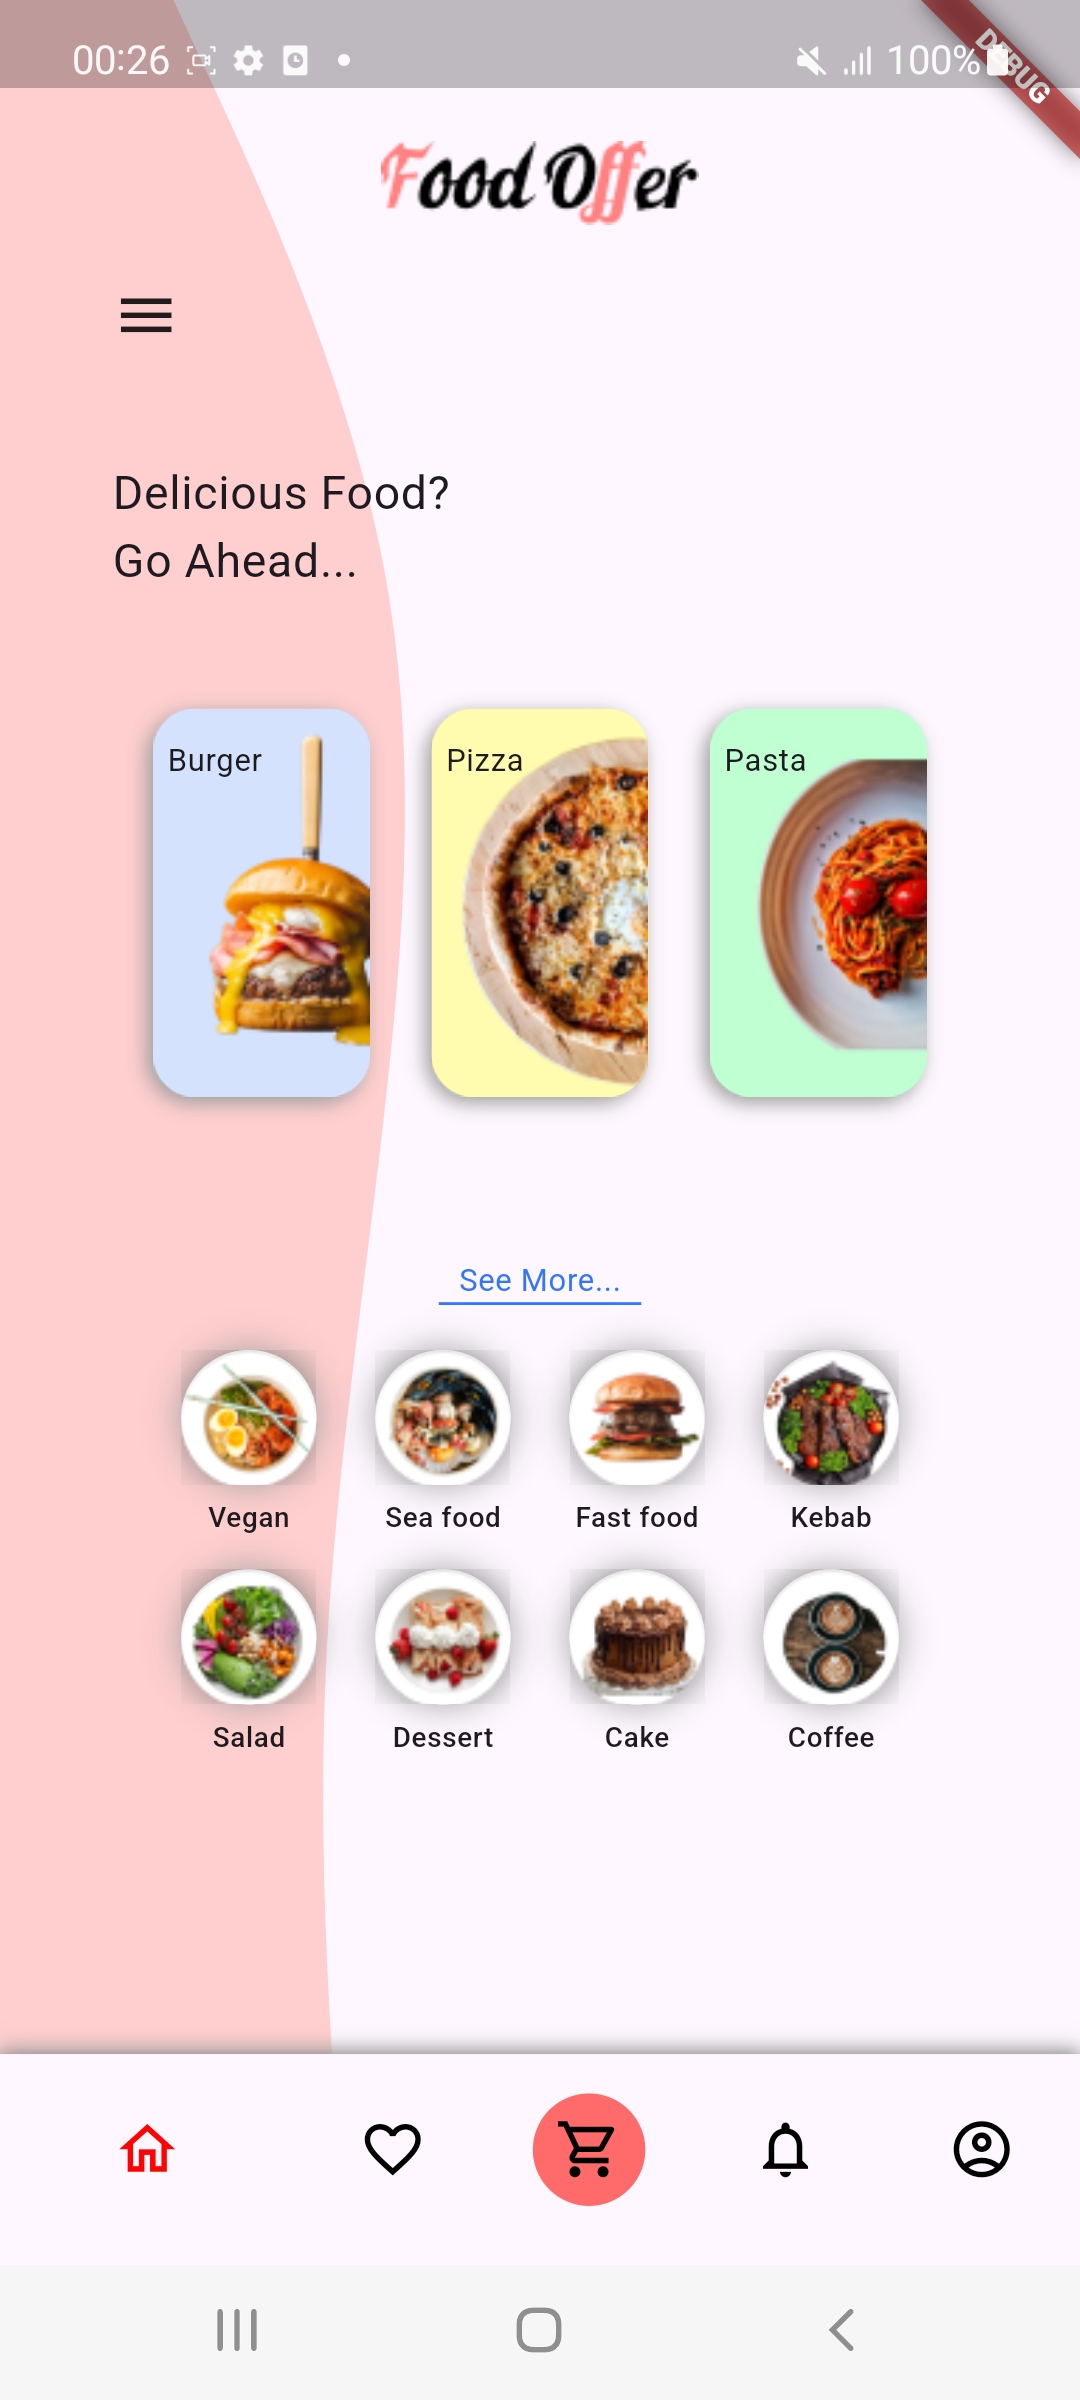 00:26 100%
DEBUG
Food Offer
Delicious Food?
Go Ahead...
Burger Pizza Pasta
See More...
Vegan Sea food Fast food Kebab
Salad Dessert Cake Coffee